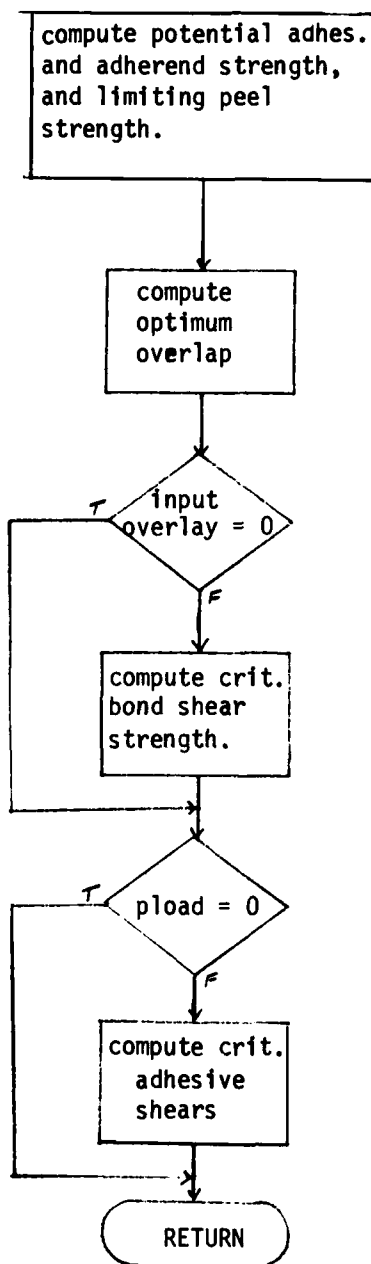 compute potential adhes.
and adherend strength,
and limiting peel
strength.
compute
optimum
overlap
input
overlay = 0
T
F
compute crit.
bond shear
strength.
pload = 0
T
F
compute crit.
adhesive
shears
RETURN